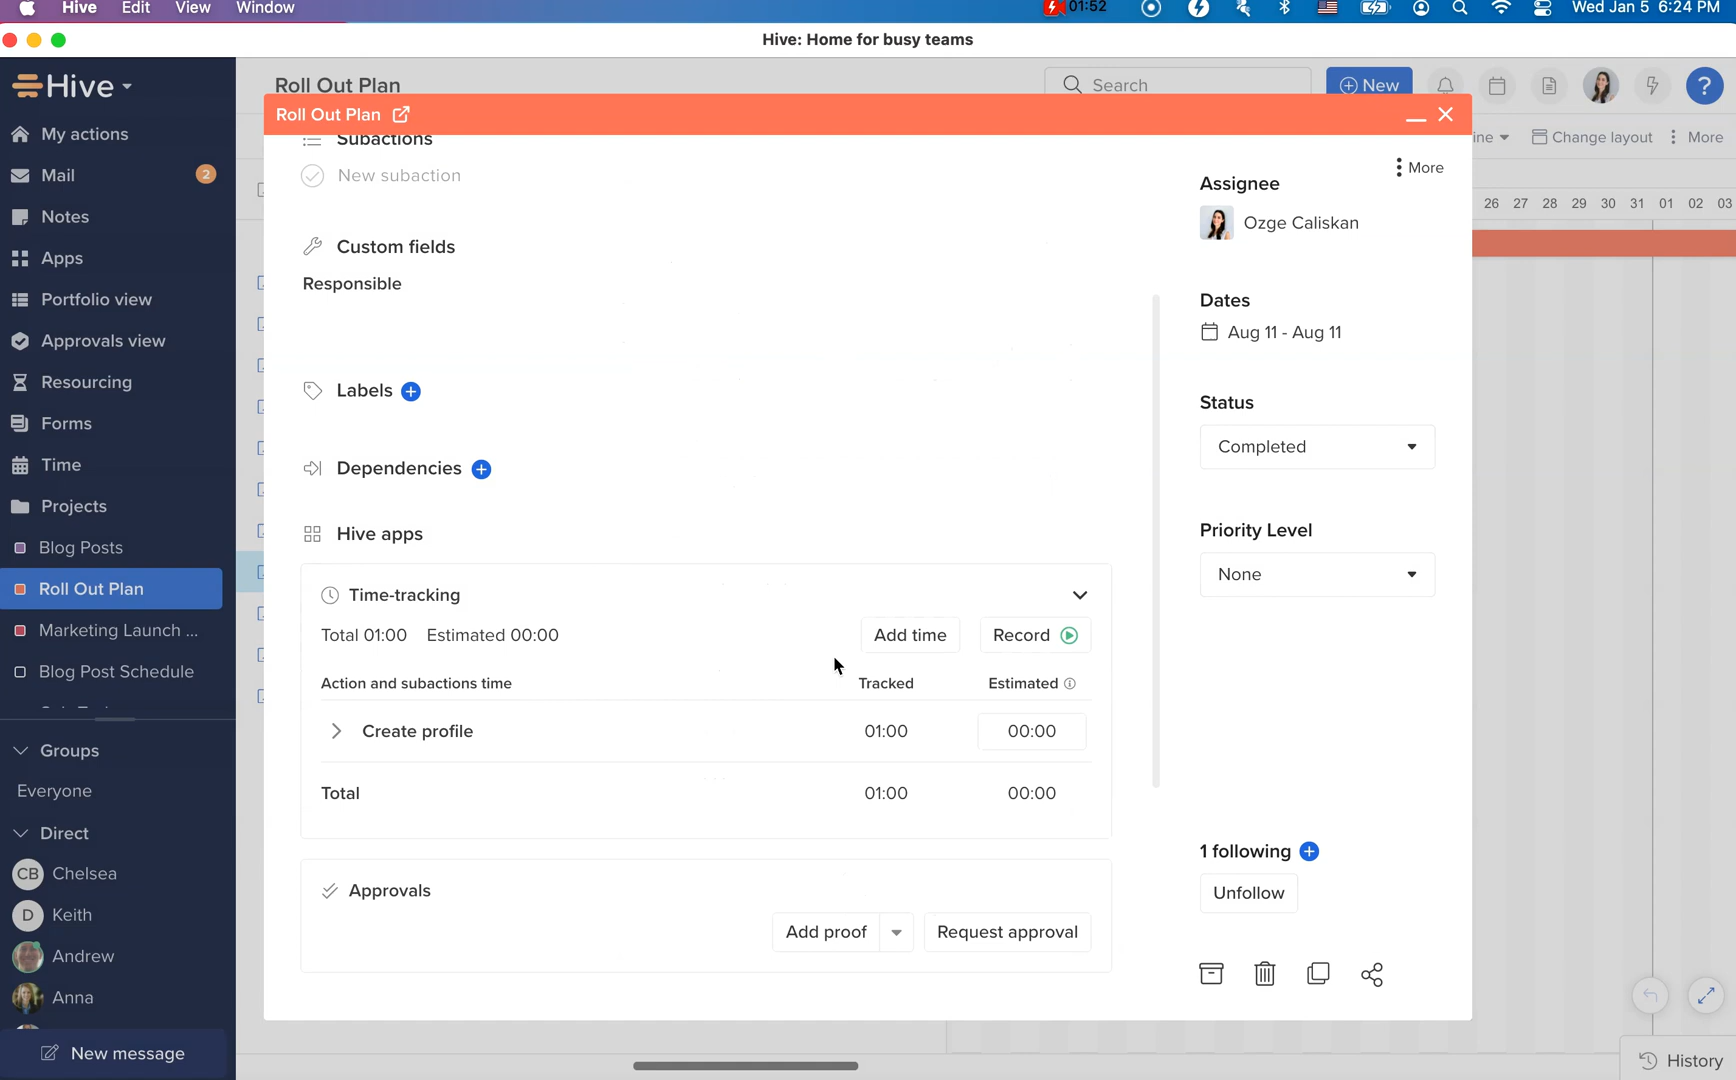 Hive Edit View Window 01:52 Wed Jan 5 6:24 PM
Hive: Home for busy teams
Hive
My actions
Mail 2
Notes
Apps
Portfolio view
Approvals view
Resourcing
Forms
Time
Projects
Blog Posts
Roll Out Plan
Marketing Launch ...
Blog Post Schedule
Groups
Everyone
Direct
CB Chelsea
D Keith
Andrew
Anna
New message
Roll Out Plan
Search
New
?
ine Change layout More
26 27 28 29 30 31 01 02 03
Roll Out Plan
Subactions
New subaction
Custom fields
Responsible
Labels
Dependencies
Hive apps
Time-tracking
Total 01:00 Estimated 00:00
Add time
Record
Action and subactions time Tracked Estimated
Create profile 01:00 00:00
Total 01:00 00:00
Approvals
Add proof
Request approval
More
Assignee
Ozge Caliskan
Dates
Aug 11 - Aug 11
Status
Completed
Priority Level
None
1 following
Unfollow
History